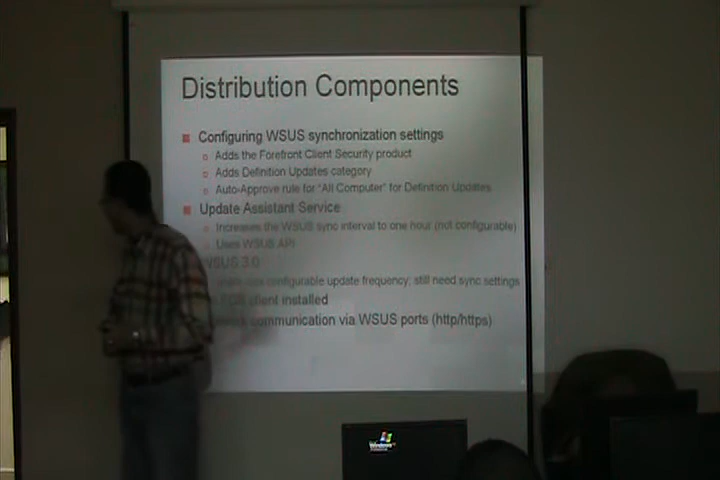 Distribution Components
Configuring WSUS synchronization settings
Adds the Forefront Client Security product
Adds Definition Updates category
Auto-Approve rule for "All Computer" for Definition Updates
Update Assistant Service
Increases the WSUS sync interval to one hour (not configurable)
Uses WSUS API
WSUS 3.0
configurable update frequency; still need sync settings
client installed
communication via WSUS ports (http/https)
Windows